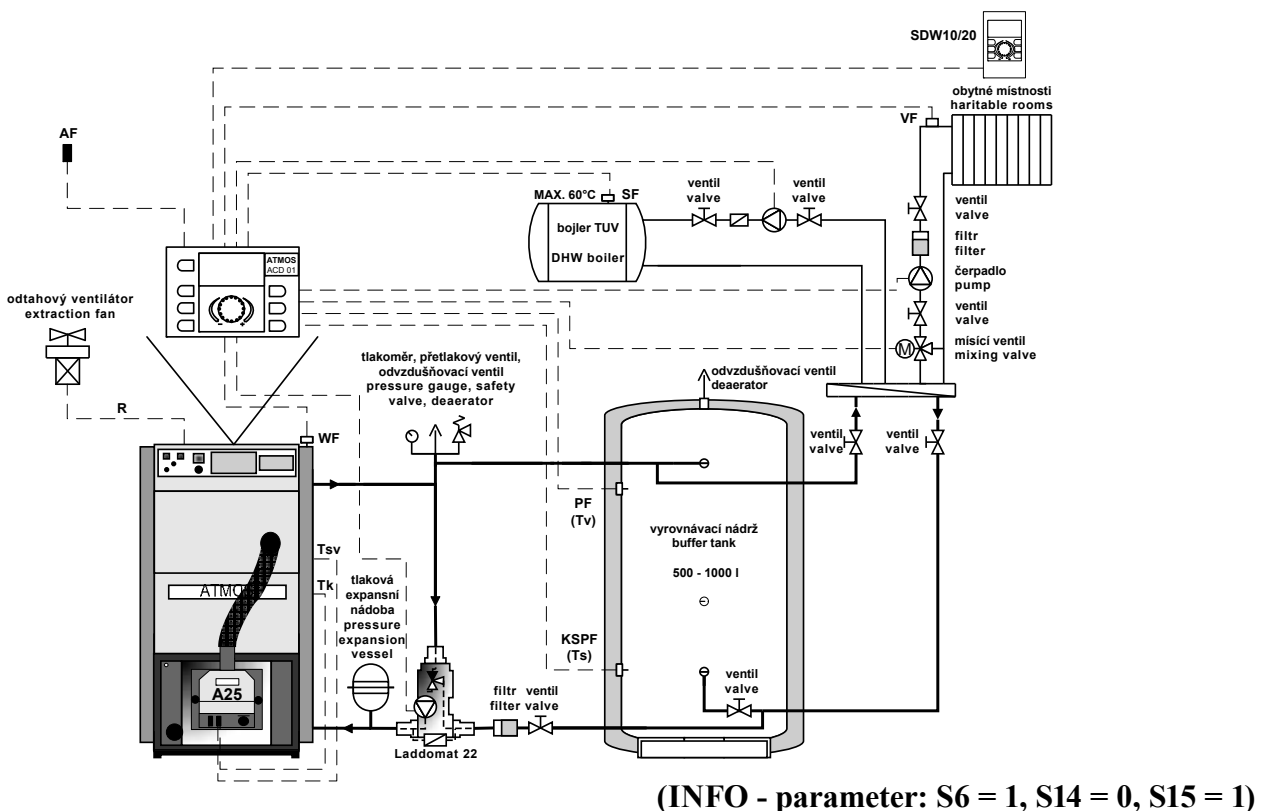 SDW10/20
obytné místnosti
haritable rooms
VF
AF
MAX. 60°C
SF
ventil
valve
ventil
valve
bojler TUV
DHW boiler
ventil
valve
filtr
filter
čerpadlo
pump
ventil
valve
M
mísící ventil
mixing valve
ATMOS
ACD 01
- +
odtahový ventilátor
extraction fan
R
tlakoměr, přetlakový ventil,
odvzdušňovací ventil
pressure gauge, safety
valve, deaerator
odvzdušňovací ventil
deaerator
WF
ventil
valve
ventil
valve
PF
(Tv)
vyrovnávací nádrž
buffer tank
500 - 1000 l
Tsv
Tk
ATMO
tlaková
expansní
nádoba
pressure
expansion
vessel
KSPF
(Ts)
A25
filtr ventil
filter valve
ventil
valve
Laddomat 22
(INFO - parameter: S6 = 1, S14 = 0, S15 = 1)